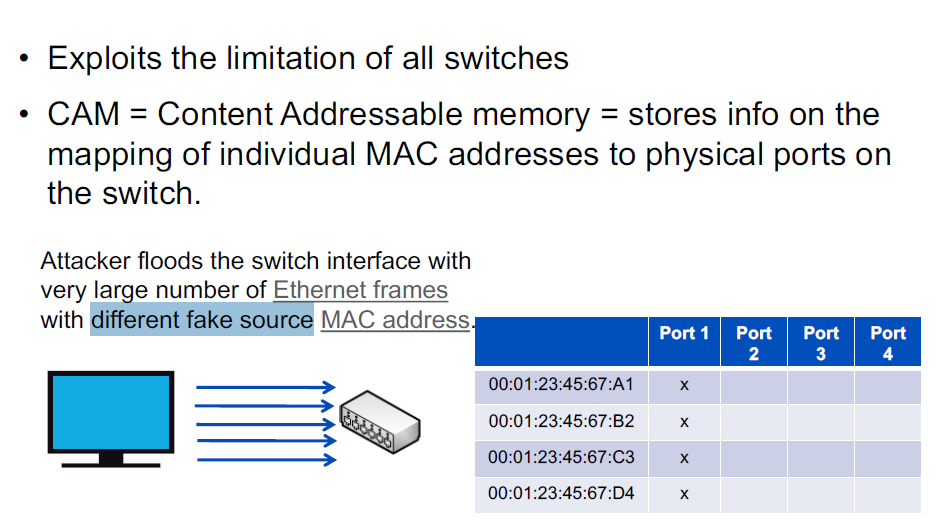 • Exploits the limitation of all switches
• CAM = Content Addressable memory = stores info on the
mapping of individual MAC addresses to physical ports on
the switch.
Attacker floods the switch interface with
very large number of Ethernet frames
with different fake source MAC address.
Port 1 Port 2 Port 3 Port 4
00:01:23:45:67:A1 x
00:01:23:45:67:B2 x
00:01:23:45:67:C3 x
00:01:23:45:67:D4 x